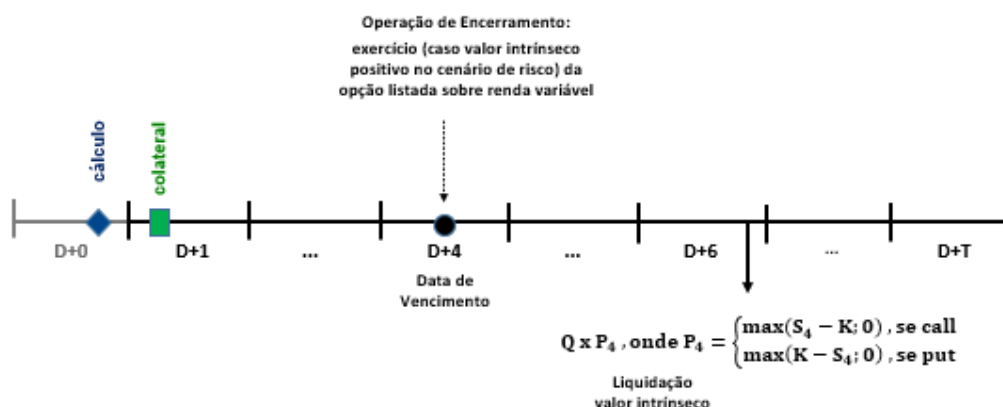 Operação de Encerramento:
exercício (caso valor intrínseco
positivo no cenário de risco) da
opção listada sobre renda variável
cálculo
colateral
D+0
D+1
...
D+4
...
D+6
...
D+T
Data de
Vencimento
Q x P₄ , onde P₄ = { max(S₄ − K; 0) , se call
max(K − S₄; 0) , se put
Liquidação
valor intrínseco